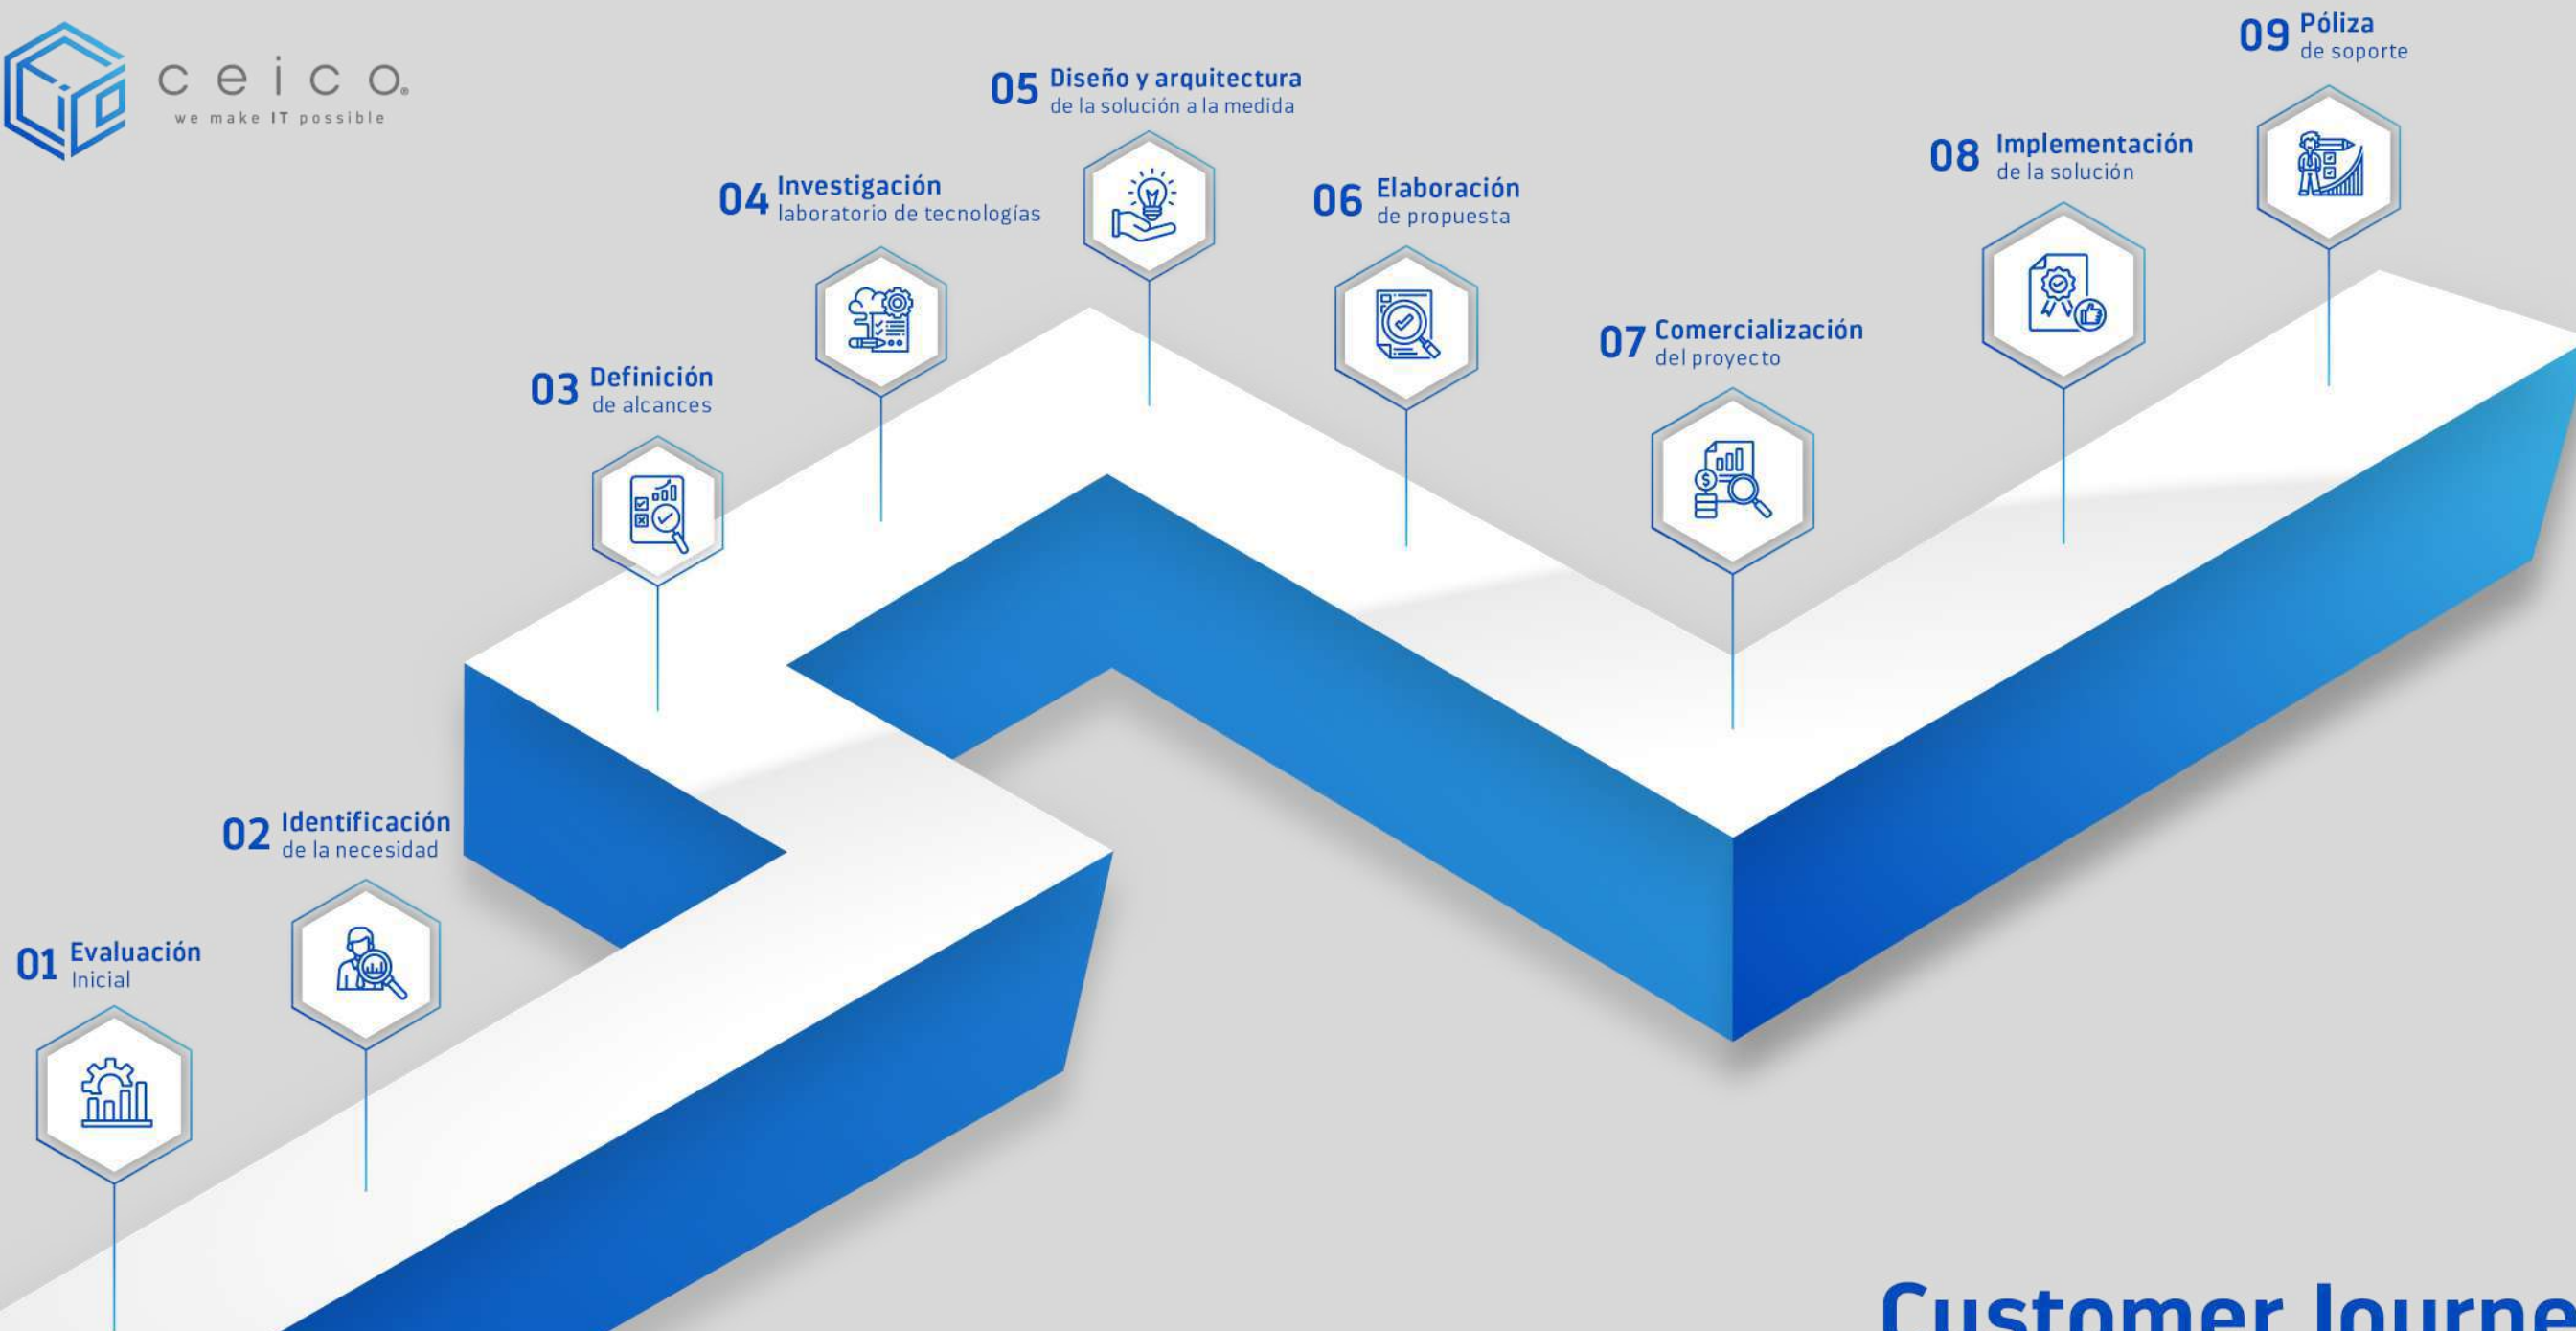 ceico®
we make IT possible
01 Evaluación
Inicial
02 Identificación
de la necesidad
03 Definición
de alcances
04 Investigación
laboratorio de tecnologías
05 Diseño y arquitectura
de la solución a la medida
06 Elaboración
de propuesta
07 Comercialización
del proyecto
08 Implementación
de la solución
09 Póliza
de soporte
Customer Journe